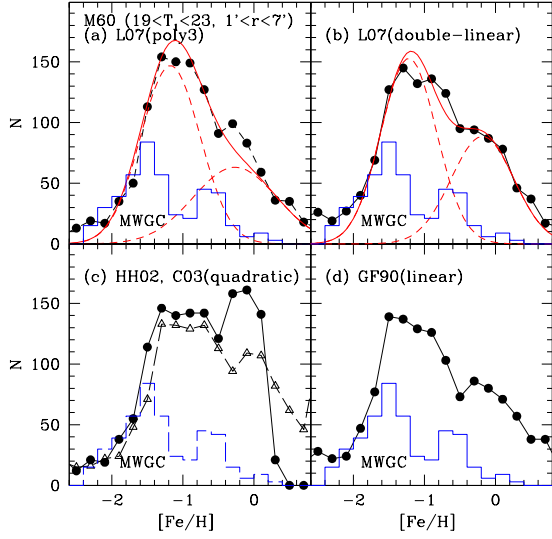 M60 (19<T₁<23, 1'<r<7')
(a) L07(poly3)
(b) L07(double-linear)
150
100
50
0
N
MWGC
MWGC
(c) HH02, C03(quadratic)
(d) GF90(linear)
150
100
50
0
N
MWGC
MWGC
−2 −1 0
−2 −1 0
[Fe/H]
[Fe/H]